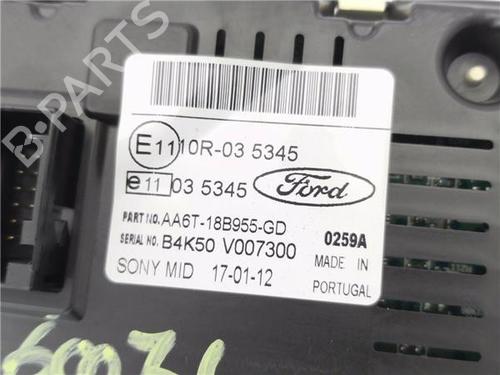 B-PARTS
E11 10R-03 5345
e11 03 5345 Ford
PART NO. AA6T-18B955-GD
SERIAL NO. B4K50 V007300 0259A
SONY MID 17-01-12 MADE IN
PORTUGAL